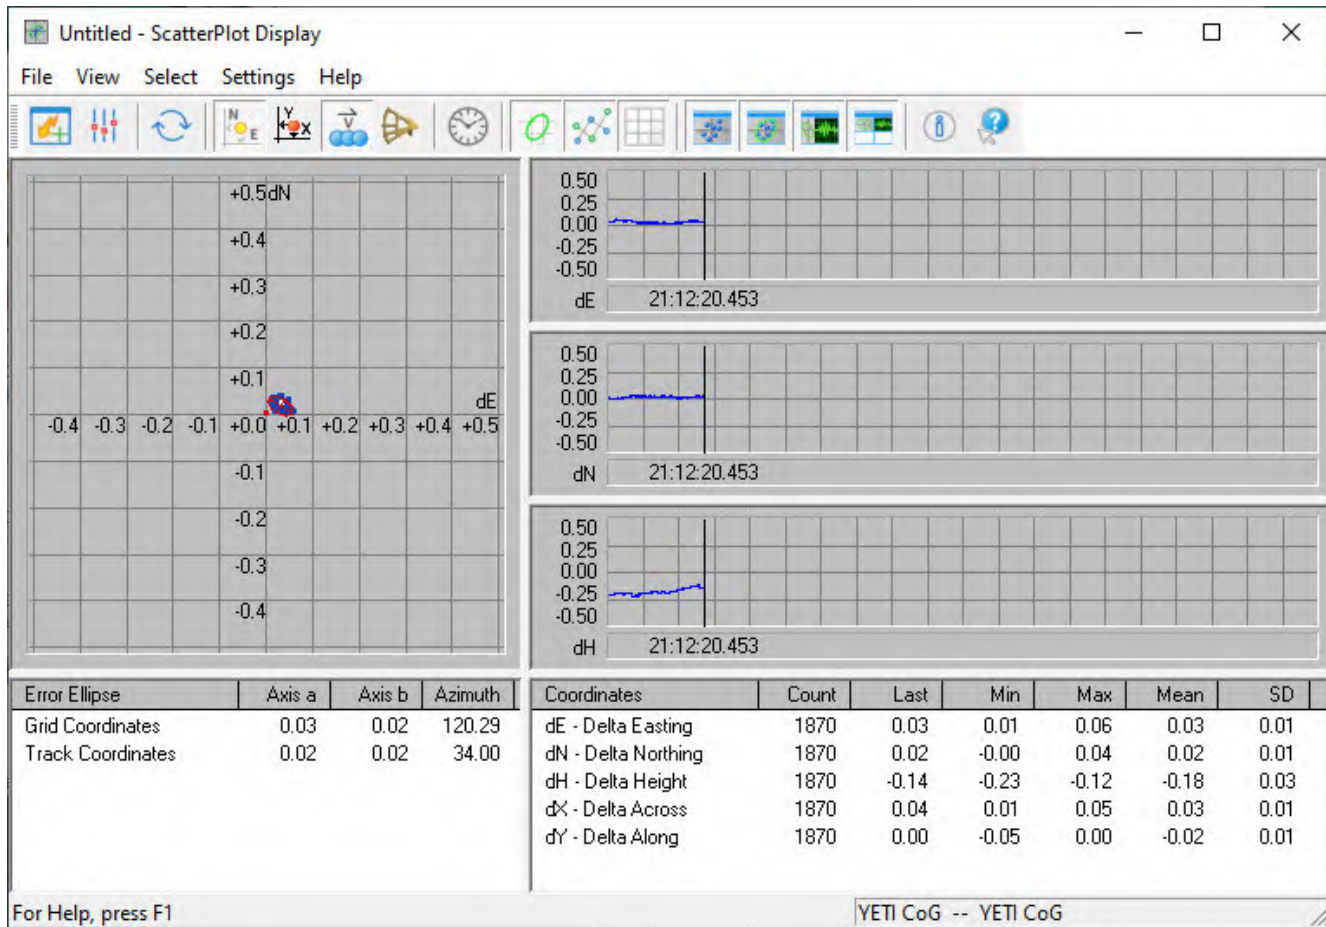 Untitled - ScatterPlot Display
File View Select Settings Help
N E Y X V
+0.5 dN
+0.4
+0.3
+0.2
+0.1
dE
-0.4 -0.3 -0.2 -0.1 +0.0 +0.1 +0.2 +0.3 +0.4 +0.5
-0.1
-0.2
-0.3
-0.4
0.50
0.25
0.00
-0.25
-0.50
dE 21:12:20.453
0.50
0.25
0.00
-0.25
-0.50
dN 21:12:20.453
0.50
0.25
0.00
-0.25
-0.50
dH 21:12:20.453
Error Ellipse Axis a Axis b Azimuth
Grid Coordinates 0.03 0.02 120.29
Track Coordinates 0.02 0.02 34.00
Coordinates Count Last Min Max Mean SD
dE - Delta Easting 1870 0.03 0.01 0.06 0.03 0.01
dN - Delta Northing 1870 0.02 -0.00 0.04 0.02 0.01
dH - Delta Height 1870 -0.14 -0.23 -0.12 -0.18 0.03
dX - Delta Across 1870 0.04 0.01 0.05 0.03 0.01
dY - Delta Along 1870 0.00 -0.05 0.00 -0.02 0.01
For Help, press F1
YETI CoG -- YETI CoG